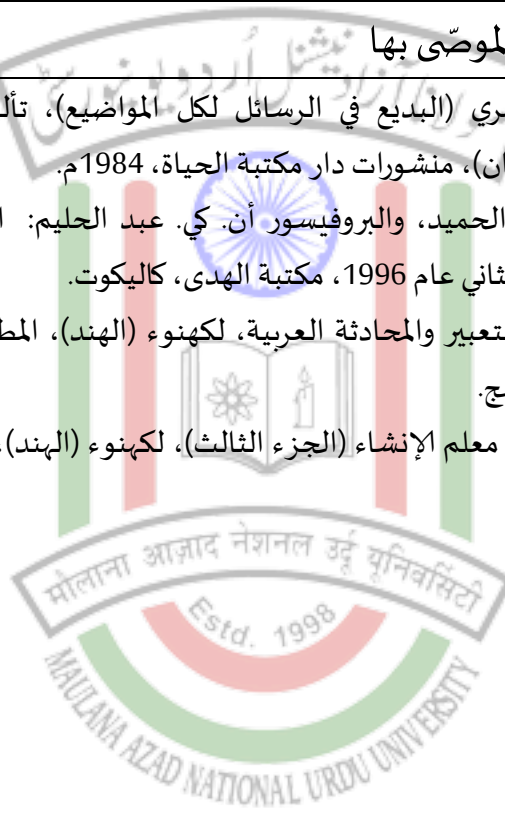 لموصّى بها
ري (البديع في الرسائل لكل المواضيع)، تأل
ان)، منشورات دار مكتبة الحياة، 1984م.
الحميد، والبروفيسور أن. كي. عبد الحليم: ا
ثاني عام 1996، مكتبة الهدى، كاليكوت.
تعبير والمحادثة العربية، لكهنوء (الهند)، المط
ج.
معلم الإنشاء (الجزء الثالث)، لكهنوء (الهند)،
मौलाना आज़ाद नेशनल उर्दू यूनिवर्सिटी
Estd. 1998
MAULANA AZAD NATIONAL URDU UNIVERSITY